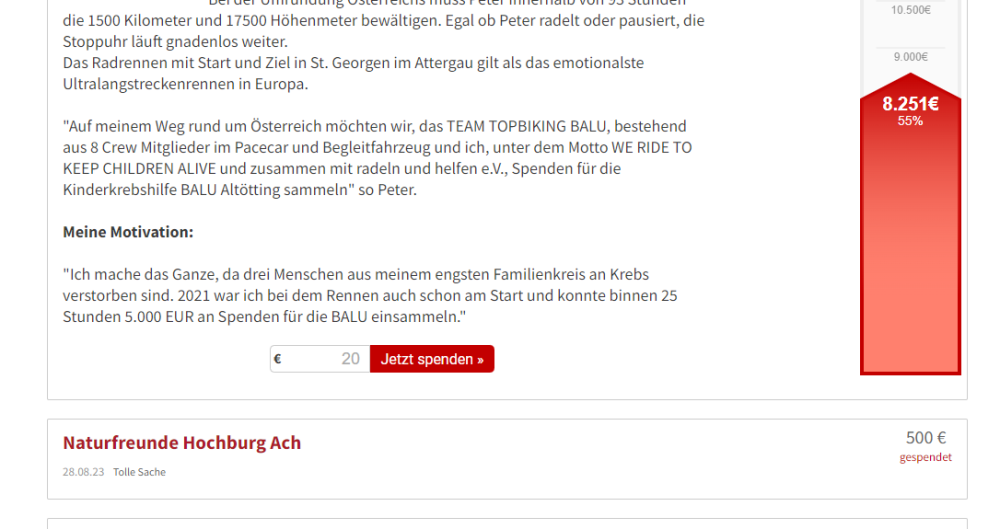 Bei der Umrundung Österreichs muss Peter innerhalb von 93 Stunden
die 1500 Kilometer und 17500 Höhenmeter bewältigen. Egal ob Peter radelt oder pausiert, die
Stoppuhr läuft gnadenlos weiter.
Das Radrennen mit Start und Ziel in St. Georgen im Attergau gilt als das emotionalste
Ultralangstreckenrennen in Europa.
"Auf meinem Weg rund um Österreich möchten wir, das TEAM TOPBIKING BALU, bestehend
aus 8 Crew Mitglieder im Pacecar und Begleitfahrzeug und ich, unter dem Motto WE RIDE TO
KEEP CHILDREN ALIVE und zusammen mit radeln und helfen e.V., Spenden für die
Kinderkrebshilfe BALU Altötting sammeln" so Peter.
Meine Motivation:
"Ich mache das Ganze, da drei Menschen aus meinem engsten Familienkreis an Krebs
verstorben sind. 2021 war ich bei dem Rennen auch schon am Start und konnte binnen 25
Stunden 5.000 EUR an Spenden für die BALU einsammeln."
€ 20 Jetzt spenden »
10.500€
9.000€
8.251€
55%
Naturfreunde Hochburg Ach
28.08.23 Tolle Sache
500 €
gespendet